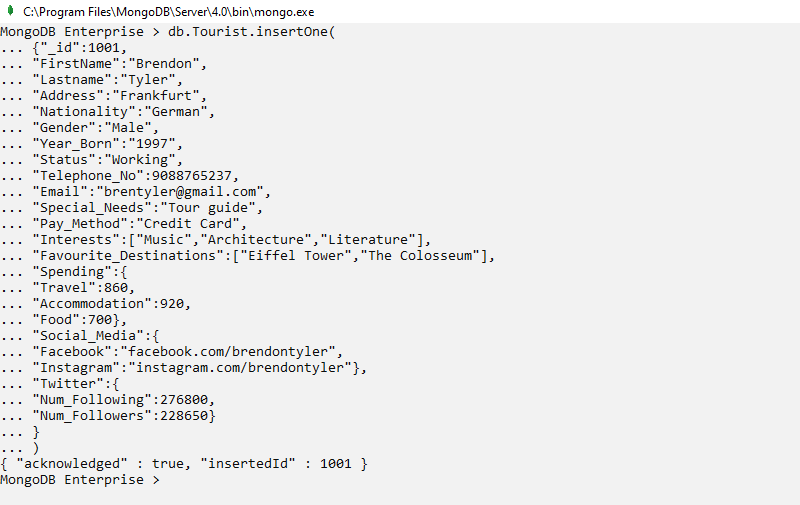 C:\Program Files\MongoDB\Server\4.0\bin\mongo.exe
MongoDB Enterprise > db.Tourist.insertOne(
... {"_id":1001,
... "FirstName":"Brendon",
... "Lastname":"Tyler",
... "Address":"Frankfurt",
... "Nationality":"German",
... "Gender":"Male",
... "Year_Born":"1997",
... "Status":"Working",
... "Telephone_No":9088765237,
... "Email":"brentyler@gmail.com",
... "Special_Needs":"Tour guide",
... "Pay_Method":"Credit Card",
... "Interests":["Music","Architecture","Literature"],
... "Favourite_Destinations":["Eiffel Tower","The Colosseum"],
... "Spending":{
... "Travel":860,
... "Accommodation":920,
... "Food":700},
... "Social_Media":{
... "Facebook":"facebook.com/brendontyler",
... "Instagram":"instagram.com/brendontyler"},
... "Twitter":{
... "Num_Following":276800,
... "Num_Followers":228650}
... }
... )
{ "acknowledged" : true, "insertedId" : 1001 }
MongoDB Enterprise >